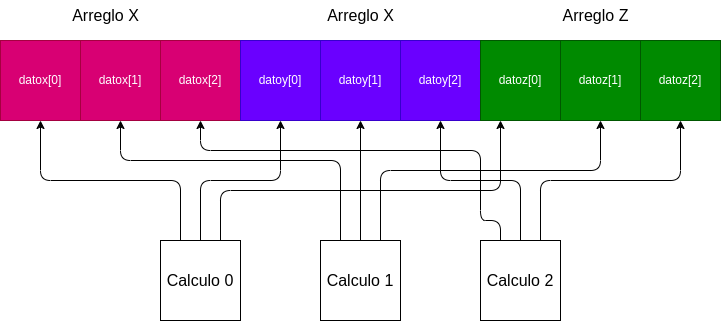 Arreglo X Arreglo X Arreglo Z
datox[0] datox[1] datox[2] datoy[0] datoy[1] datoy[2] datoz[0] datoz[1] datoz[2]
Calculo 0 Calculo 1 Calculo 2